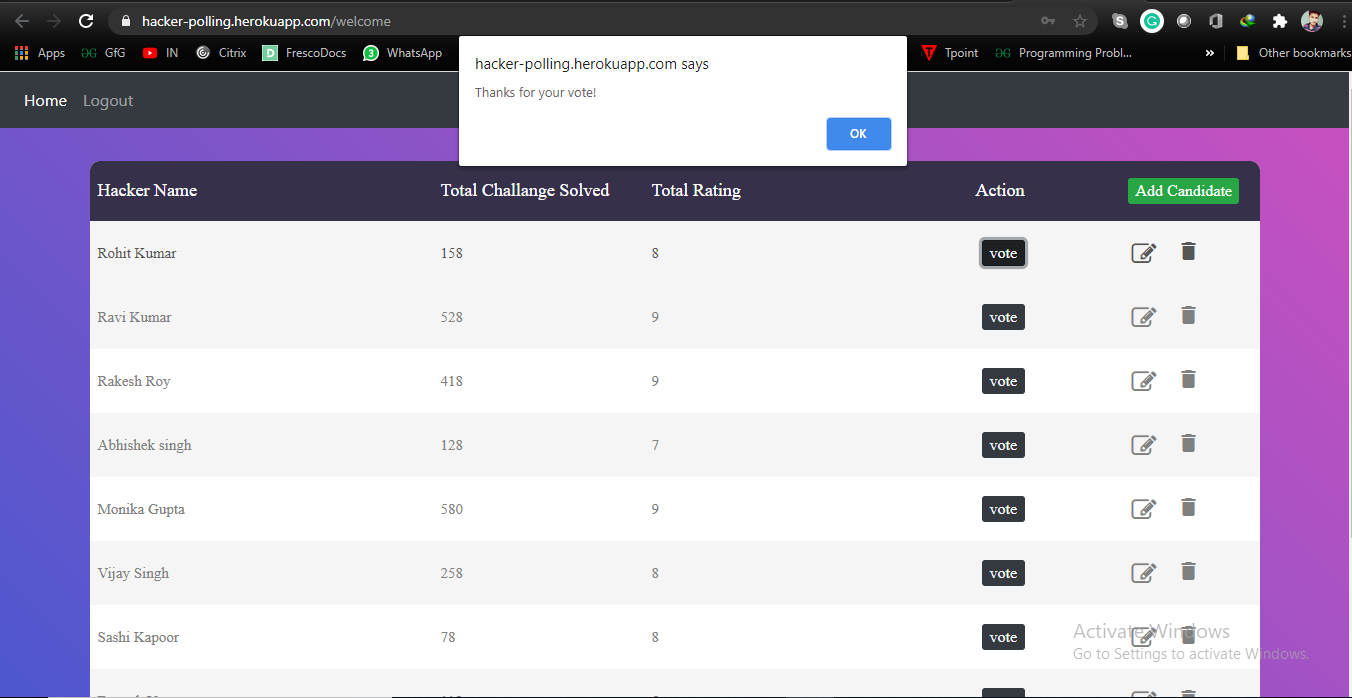 hacker-polling.herokuapp.com/welcome
Apps GfG IN Citrix FrescoDocs 3 WhatsApp Tpoint Programming Probl... » Other bookmarks
hacker-polling.herokuapp.com says
Thanks for your vote!
OK
Home Logout
Hacker Name Total Challange Solved Total Rating Action Add Candidate
Rohit Kumar 158 8 vote
Ravi Kumar 528 9 vote
Rakesh Roy 418 9 vote
Abhishek singh 128 7 vote
Monika Gupta 580 9 vote
Vijay Singh 258 8 vote
Sashi Kapoor 78 8 vote
Activate Windows
Go to Settings to activate Windows.